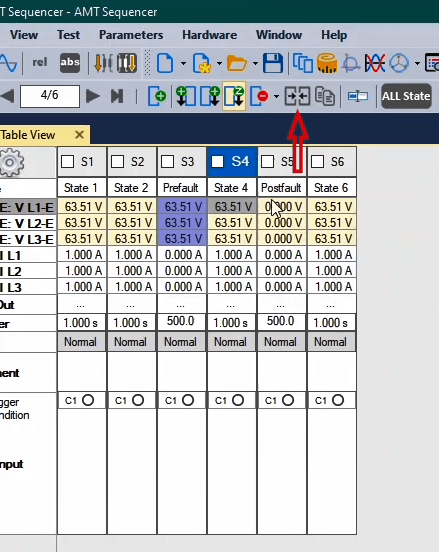 T Sequencer - AMT Sequencer
View Test Parameters Hardware Window Help
rel abs
4/6 ALL State
Table View ×
S1 S2 S3 S4 S5 S6
State 1 State 2 Prefault State 4 Postfault State 6
E: V L1-E 63.51 V 63.51 V 63.51 V 63.51 V 0.000 V 63.51 V
E: V L2-E 63.51 V 63.51 V 63.51 V 63.51 V 0.000 V 63.51 V
E: V L3-E 63.51 V 63.51 V 63.51 V 63.51 V 0.000 V 63.51 V
I L1 1.000 A 1.000 A 0.000 A 1.000 A 0.000 A 1.000 A
I L2 1.000 A 1.000 A 0.000 A 1.000 A 0.000 A 1.000 A
I L3 1.000 A 1.000 A 0.000 A 1.000 A 0.000 A 1.000 A
Out ... ... ... ... ... ...
er 1.000 s 1.000 s 500.0 1.000 s 500.0 1.000 s
Normal Normal Normal Normal Normal Normal
ent
gger C1 C1 C1 C1 C1 C1
ndition
nput